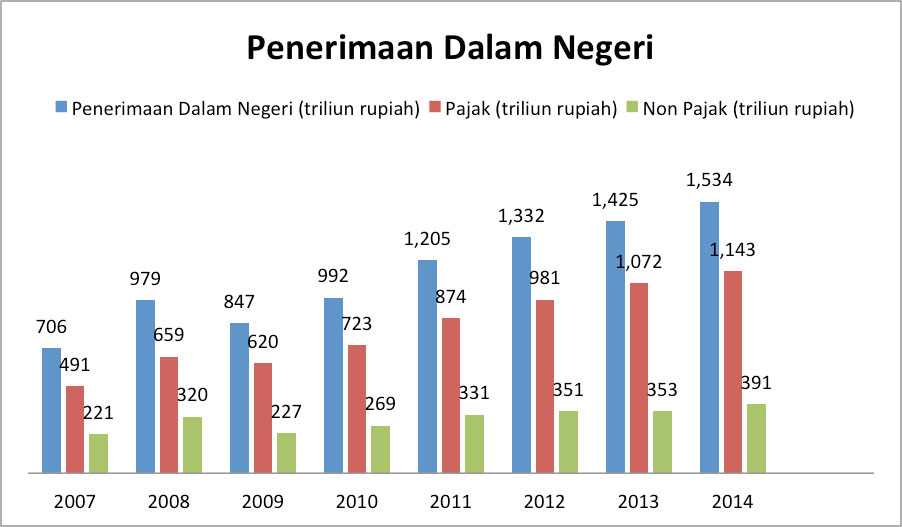 Penerimaan Dalam Negeri
Penerimaan Dalam Negeri (triliun rupiah) Pajak (triliun rupiah) Non Pajak (triliun rupiah)
706 491 221
979 659 320
847 620 227
992 723 269
1,205 874 331
1,332 981 351
1,425 1,072 353
1,534 1,143 391
2007 2008 2009 2010 2011 2012 2013 2014